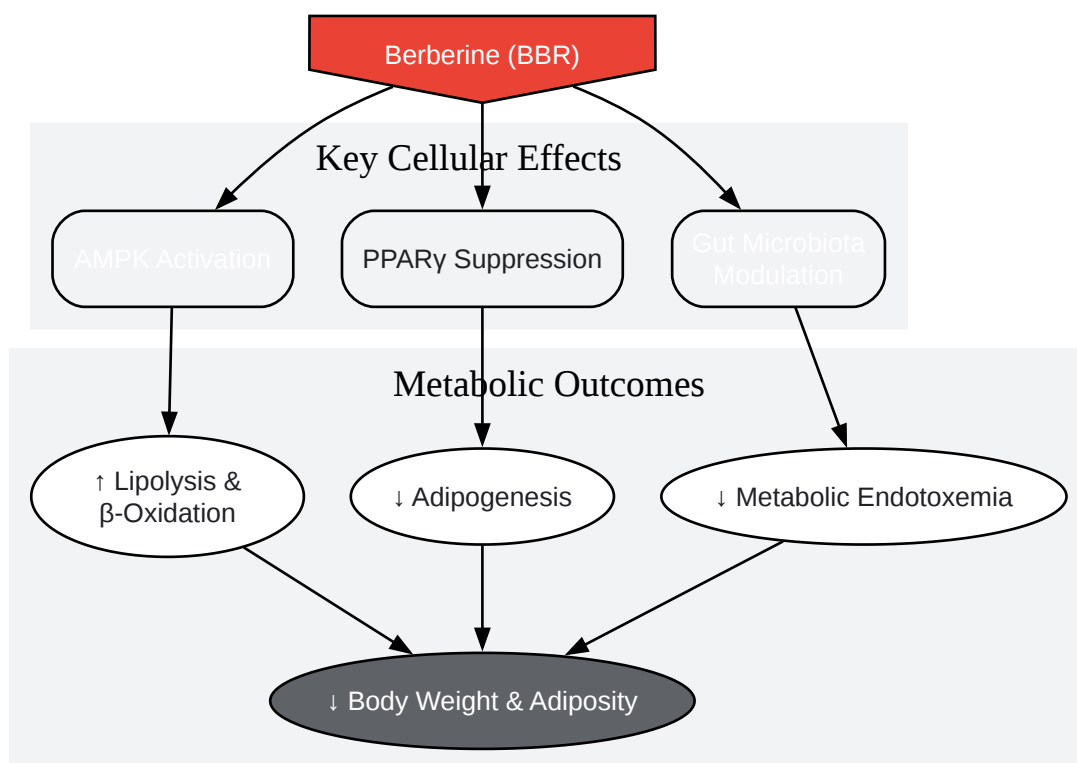 Berberine (BBR)
Key Cellular Effects
AMPK Activation
PPARγ Suppression
Gut Microbiota
Modulation
Metabolic Outcomes
↑ Lipolysis &
β-Oxidation
↓ Adipogenesis
↓ Metabolic Endotoxemia
↓ Body Weight & Adiposity